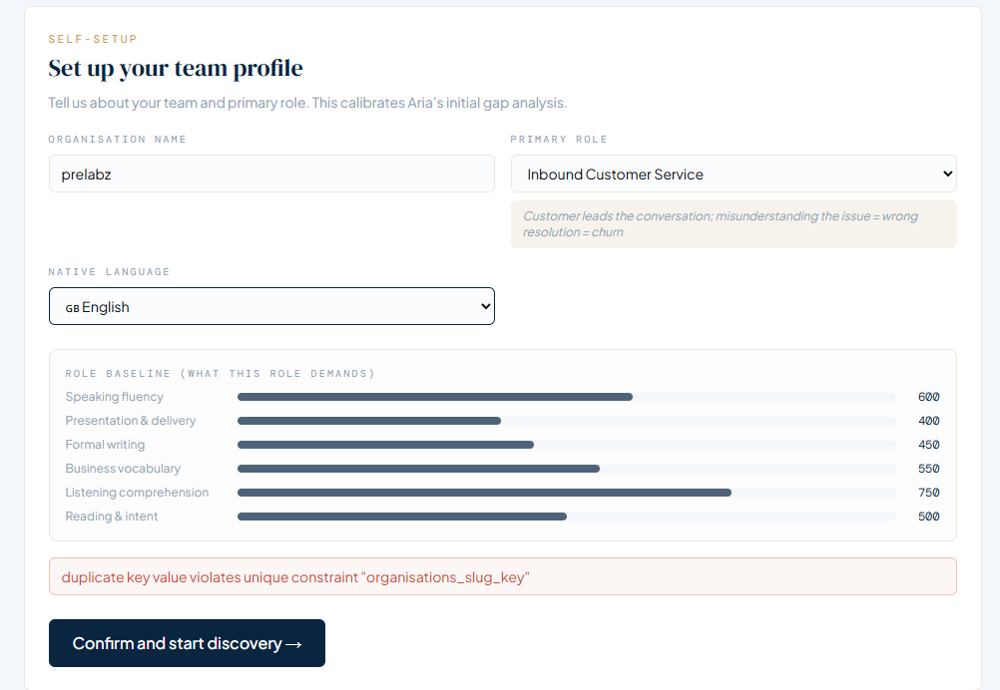 SELF-SETUP
Set up your team profile
Tell us about your team and primary role. This calibrates Aria's initial gap analysis.
ORGANISATION NAME
prelabz
PRIMARY ROLE
Inbound Customer Service
Customer leads the conversation; misunderstanding the issue = wrong
resolution = churn
NATIVE LANGUAGE
GB English
ROLE BASELINE (WHAT THIS ROLE DEMANDS)
Speaking fluency 600
Presentation & delivery 400
Formal writing 450
Business vocabulary 550
Listening comprehension 750
Reading & intent 500
duplicate key value violates unique constraint "organisations_slug_key"
Confirm and start discovery →